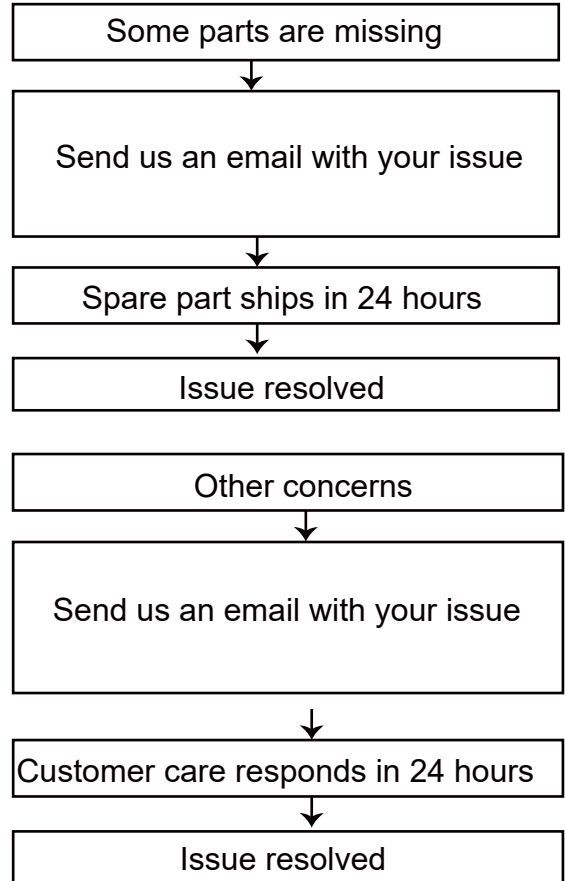 Some parts are missing
Send us an email with your issue
Spare part ships in 24 hours
Issue resolved
Other concerns
Send us an email with your issue
Customer care responds in 24 hours
Issue resolved